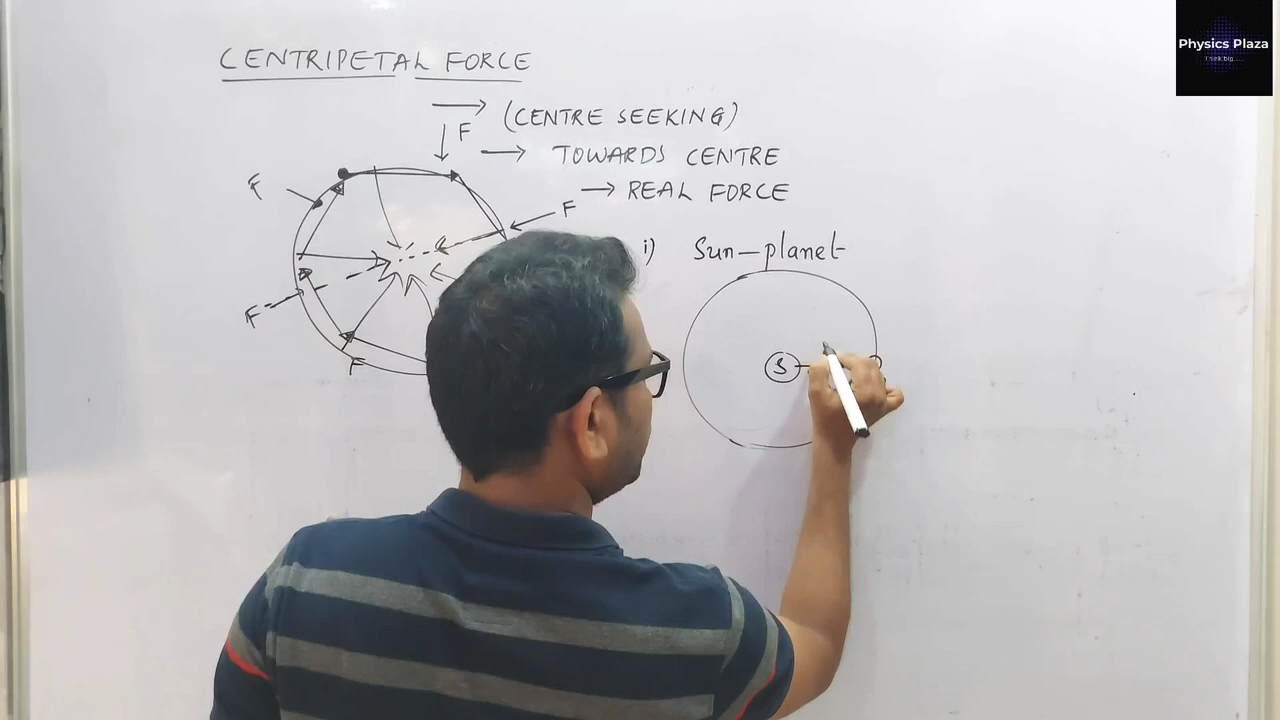 Physics Plaza
CENTRIPETAL FORCE
(CENTRE SEEKING)
F
TOWARDS CENTRE
F
REAL FORCE
F
i) Sun-planet
F
F
S